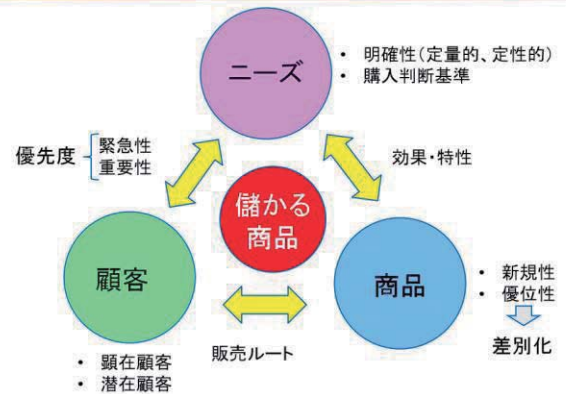 ニーズ
・ 明確性(定量的、定性的)
・ 購入判断基準
優先度
緊急性
重要性
効果・特性
儲かる
商品
顧客
商品
・ 新規性
・ 優位性
差別化
販売ルート
・ 顕在顧客
・ 潜在顧客